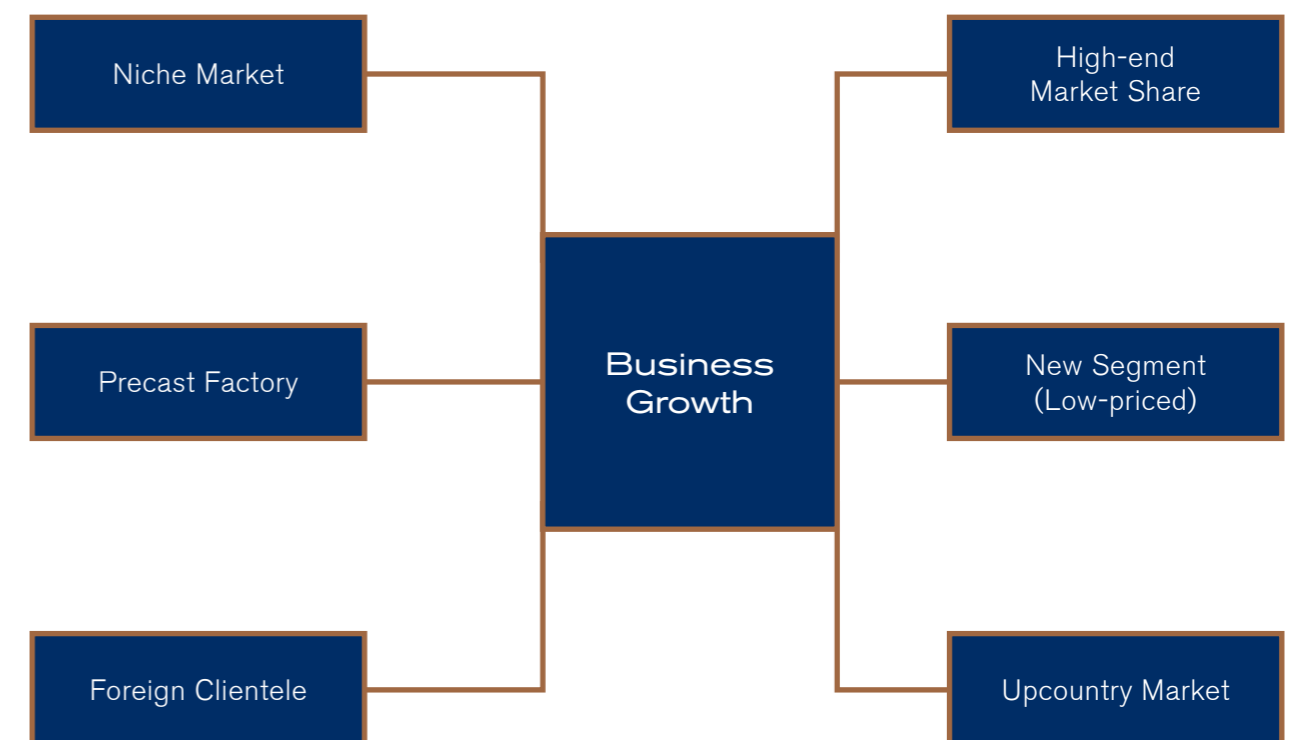 Niche Market
High-end
Market Share
Precast Factory
Business
Growth
New Segment
(Low-priced)
Foreign Clientele
Upcountry Market